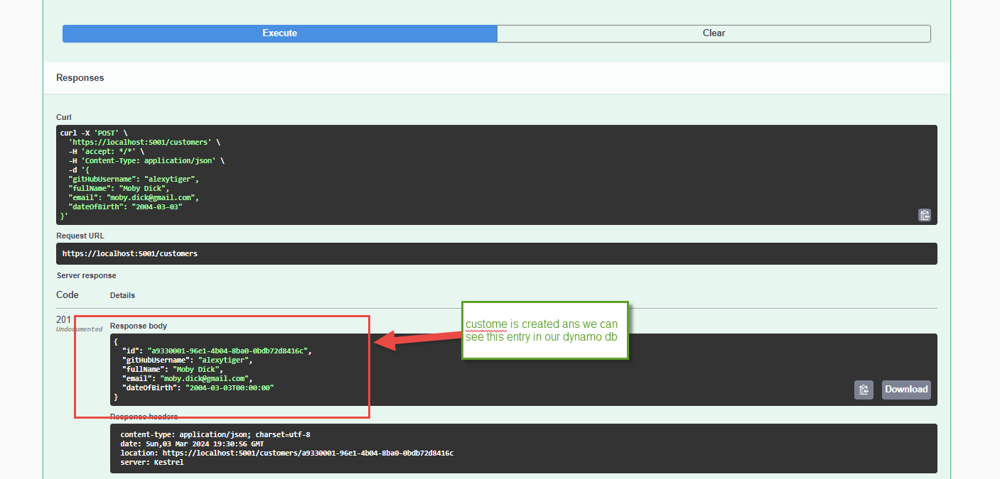 Execute
Clear
Responses
Curl
curl -X 'POST' \
  'https://localhost:5001/customers' \
  -H 'accept: */*' \
  -H 'Content-Type: application/json' \
  -d '{
  "gitHubUsername": "alexytiger",
  "fullName": "Moby Dick",
  "email": "moby.dick@gmail.com",
  "dateOfBirth": "2004-03-03"
}'
Request URL
https://localhost:5001/customers
Server response
Code Details
201
Undocumented
Response body
{
  "id": "a9330001-96e1-4b04-8ba0-0bdb72d8416c",
  "gitHubUsername": "alexytiger",
  "fullName": "Moby Dick",
  "email": "moby.dick@gmail.com",
  "dateOfBirth": "2004-03-03T00:00:00"
}
custome is created ans we can
see this entry in our dynamo db
Download
Response headers
content-type: application/json; charset=utf-8
date: Sun,03 Mar 2024 19:30:56 GMT
location: https://localhost:5001/customers/a9330001-96e1-4b04-8ba0-0bdb72d8416c
server: Kestrel